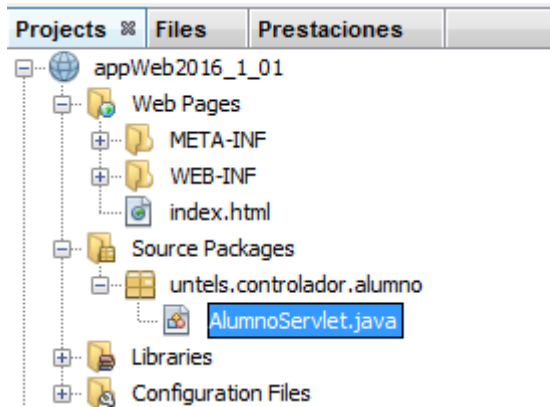 Projects Files Prestaciones
appWeb2016_1_01
Web Pages
META-INF
WEB-INF
index.html
Source Packages
untels.controlador.alumno
AlumnoServlet.java
Libraries
Configuration Files